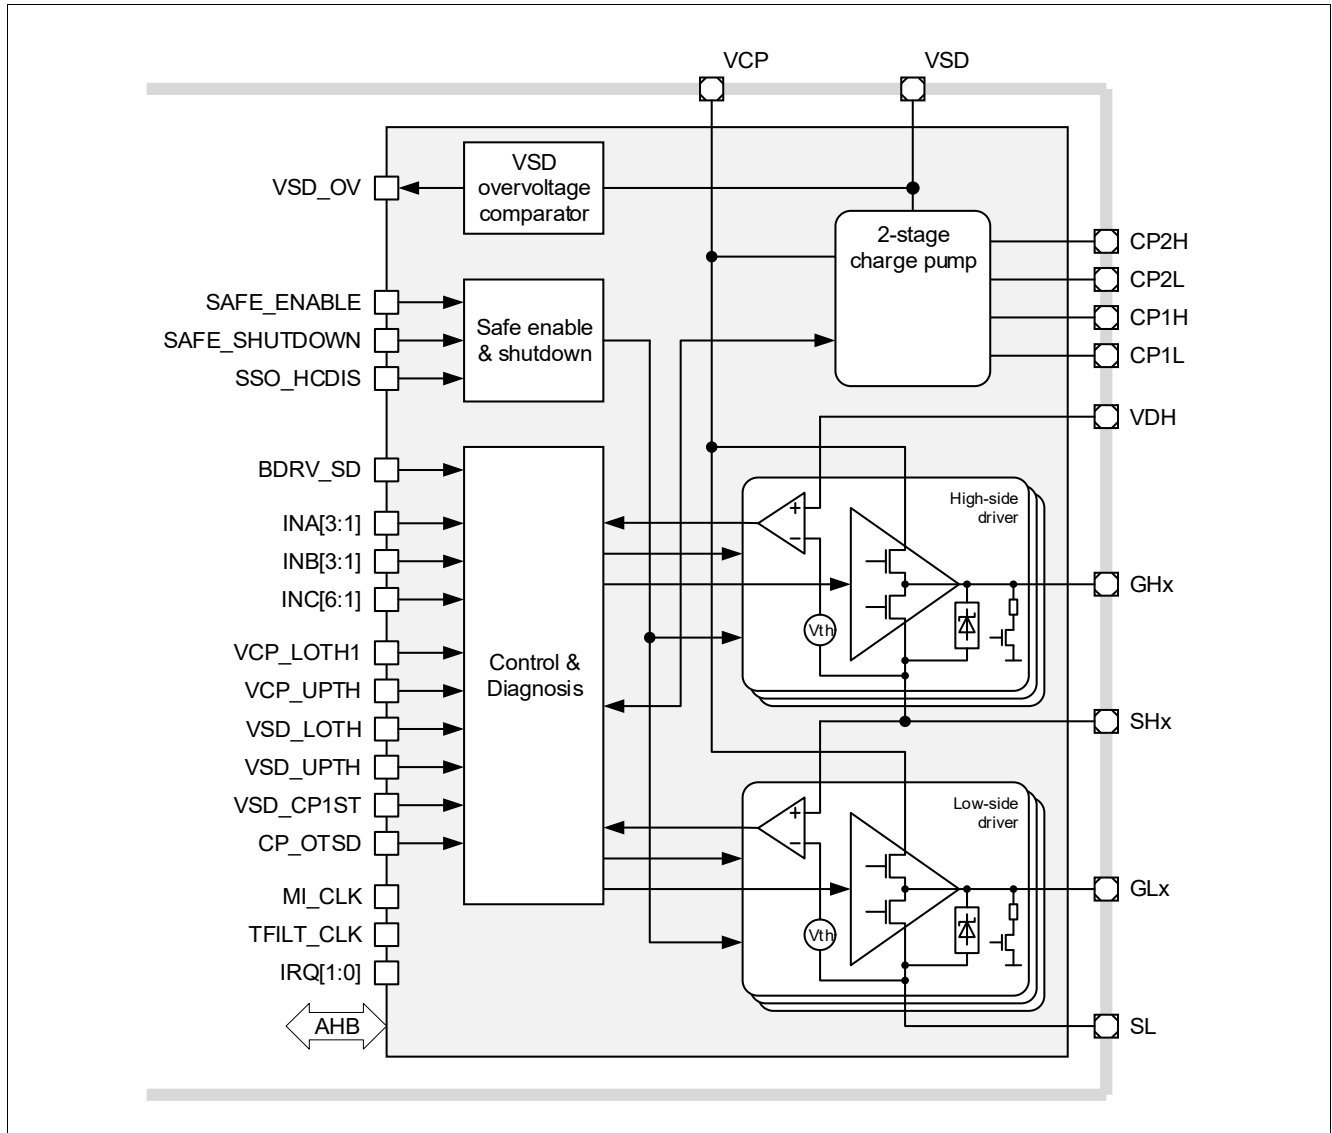 VCP
VSD
VSD_OV
VSD
overvoltage
comparator
2-stage
charge pump
CP2H
CP2L
CP1H
CP1L
SAFE_ENABLE
SAFE_SHUTDOWN
SSO_HCDIS
Safe enable
& shutdown
VDH
BDRV_SD
INA[3:1]
INB[3:1]
INC[6:1]
VCP_LOTH1
VCP_UPTH
VSD_LOTH
VSD_UPTH
VSD_CP1ST
CP_OTSD
MI_CLK
TFILT_CLK
IRQ[1:0]
AHB
Control &
Diagnosis
High-side
driver
+
−
Vth
GHx
SHx
Low-side
driver
+
−
Vth
GLx
SL